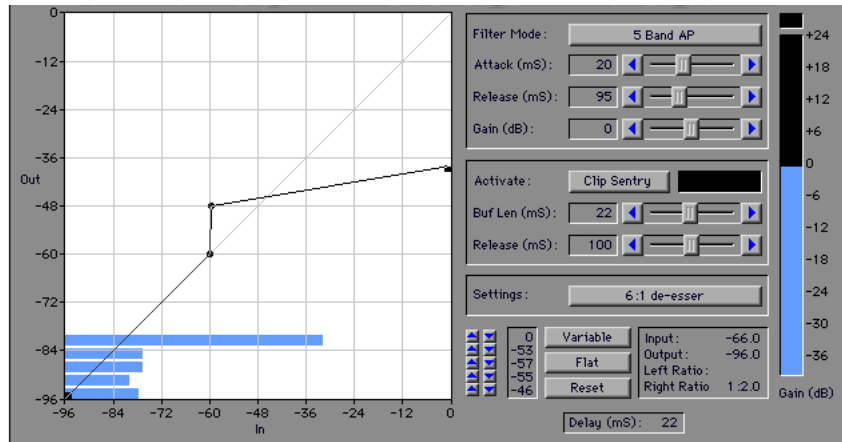 0
-12
-24
-36
Out
-48
-60
-72
-84
-96
-96 -84 -72 -60 -48 -36 -24 -12 0
In
Filter Mode: 5 Band AP
Attack (mS): 20
Release (mS): 95
Gain (dB): 0
Activate: Clip Sentry
Buf Len (mS): 22
Release (mS): 100
Settings: 6:1 de-esser
0
-53
-57
-55
-46
Variable
Flat
Reset
Input: -66.0
Output: -96.0
Left Ratio:
Right Ratio 1:2.0
Delay (mS): 22
+24
+18
+12
+6
0
-6
-12
-18
-24
-30
-36
Gain (dB)